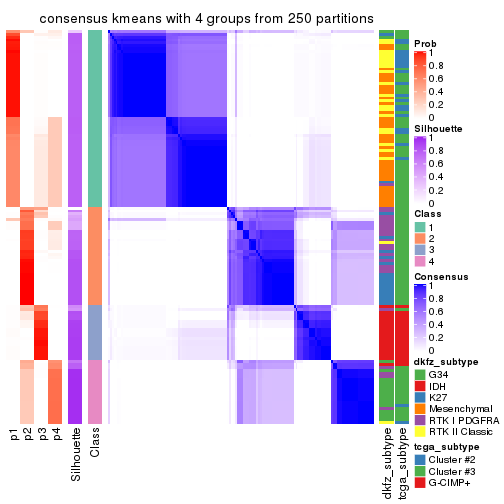 consensus kmeans with 4 groups from 250 partitions
p1
p2
p3
p4
Silhouette
Class
dkfz_subtype
tcga_subtype
Prob
1
0.8
0.6
0.4
0.2
0
Silhouette
1
0.8
0.6
0.4
0.2
0
Class
1
2
3
4
Consensus
1
0.8
0.6
0.4
0.2
0
dkfz_subtype
G34
IDH
K27
Mesenchymal
RTK I PDGFRA
RTK II Classic
tcga_subtype
Cluster #2
Cluster #3
G-CIMP+